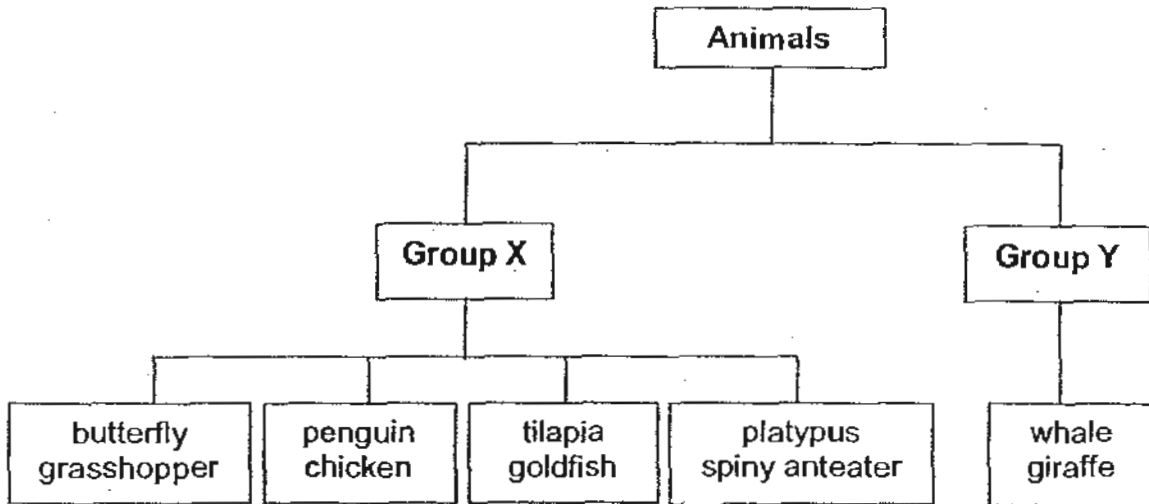 Animals
Group X
Group Y
butterfly
grasshopper
penguin
chicken
tilapia
goldfish
platypus
spiny anteater
whale
giraffe